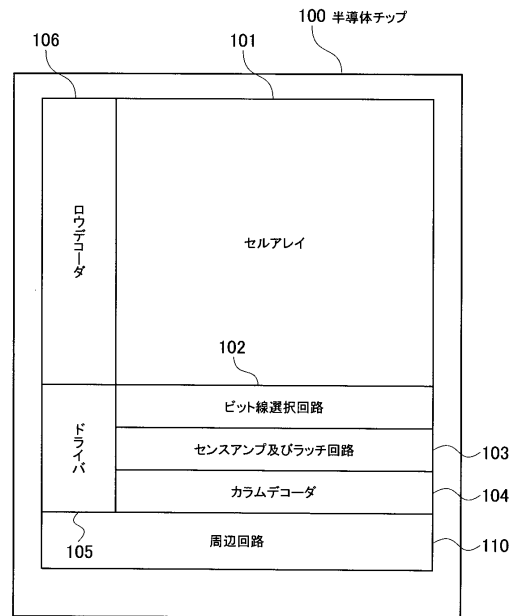 100 半導体チップ
106
101
ロウデコーダ
セルアレイ
102
ビット線選択回路
ドライバ
センスアンプ及びラッチ回路
103
カラムデコーダ
104
105
周辺回路
110